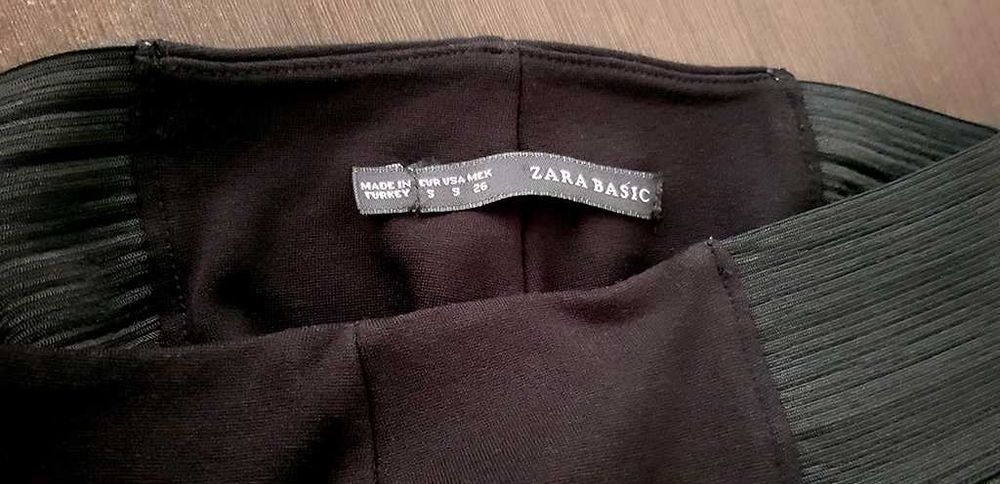 MADE IN
TURKEY
EUR USA MEX
S S 26
ZARA BASIC